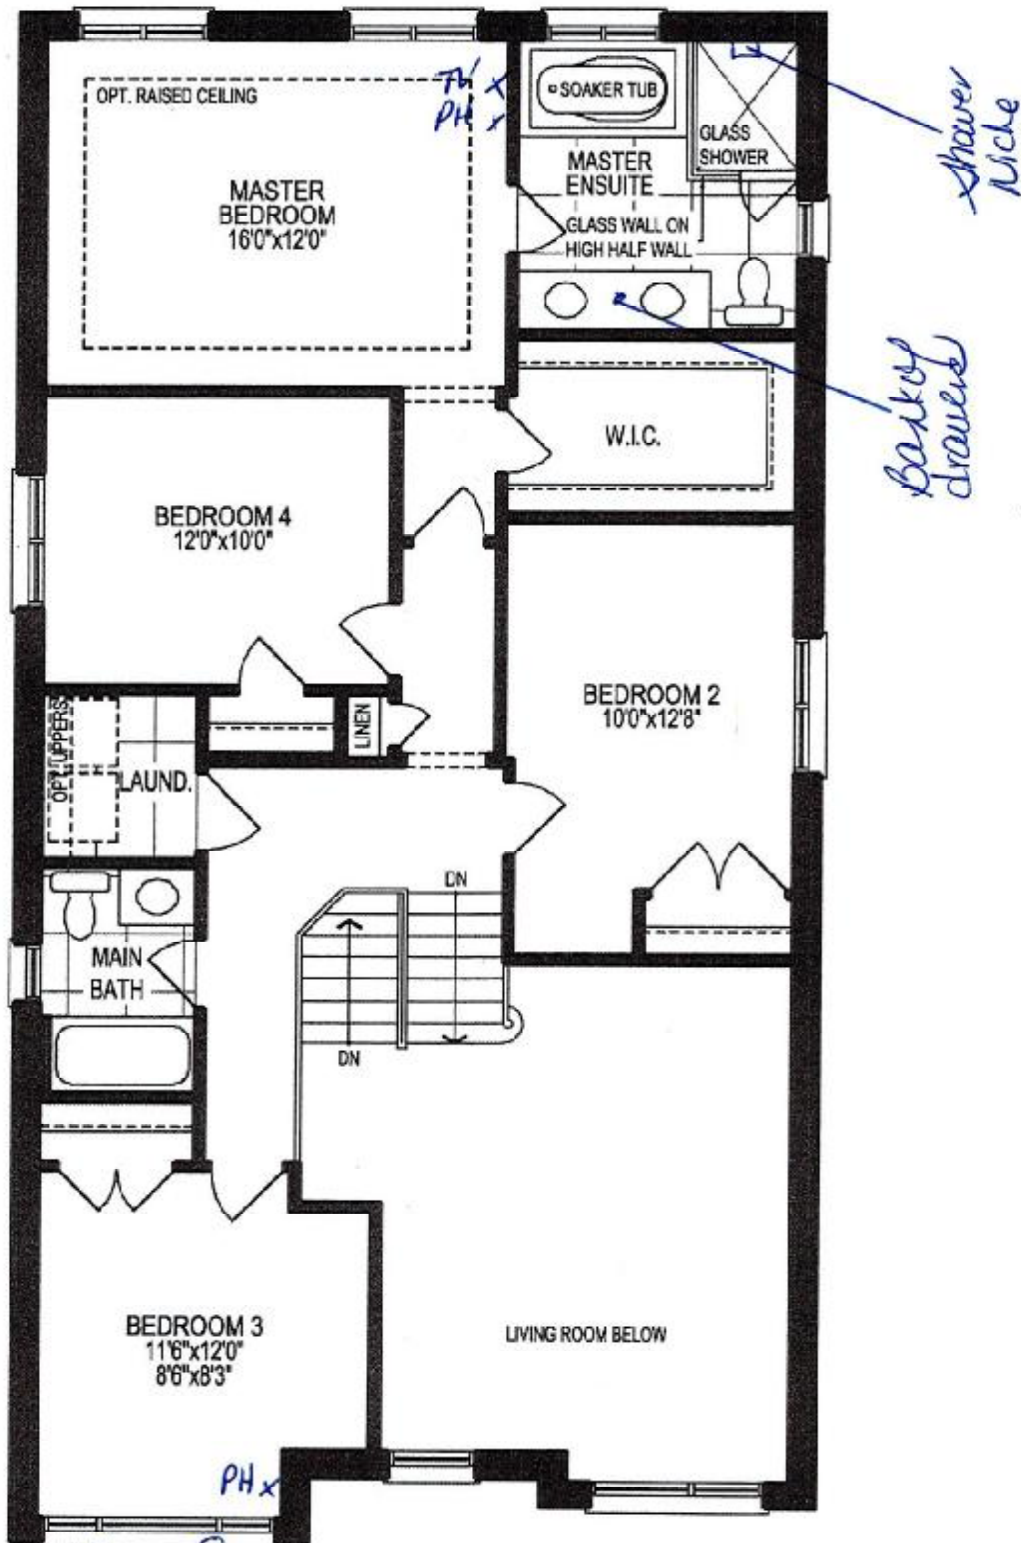 OPT. RAISED CEILING
TV x
PH x
SOAKER TUB
GLASS
SHOWER
Shower
Niche
MASTER
BEDROOM
16'0"x12'0"
MASTER
ENSUITE
GLASS WALL ON
HIGH HALF WALL
Bank of
drawers
W.I.C.
BEDROOM 4
12'0"x10'0"
BEDROOM 2
10'0"x12'8"
OPT. UPPERS
LAUND.
LINEN
DN
MAIN
BATH
DN
BEDROOM 3
11'6"x12'0"
8'6"x8'3"
LIVING ROOM BELOW
PH x